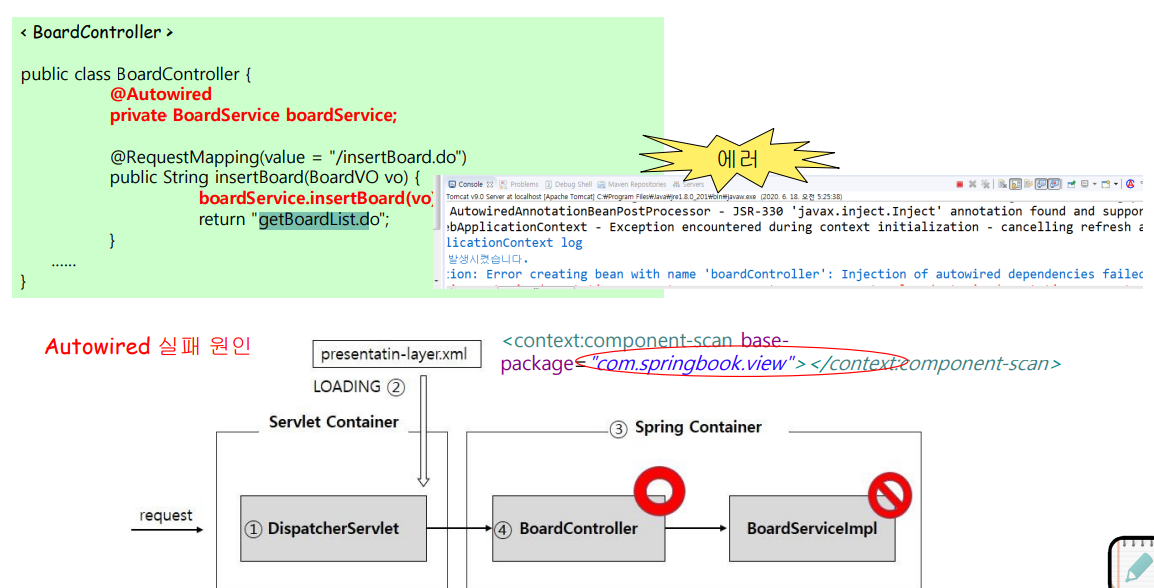 < BoardController >
public class BoardController {
@Autowired
private BoardService boardService;
@RequestMapping(value = "/insertBoard.do")
public String insertBoard(BoardVO vo) {
boardService.insertBoard(vo)
return "getBoardList.do";
}
......
}
에러
Console Problems Debug Shell Maven Repositories Servers
Tomcat v9.0 Server at localhost [Apache Tomcat] C:₩Program Files₩Java₩jre1.8.0_201₩bin₩javaw.exe (2020. 6. 18. 오전 5:25:38)
AutowiredAnnotationBeanPostProcessor - JSR-330 'javax.inject.Inject' annotation found and suppor
ebApplicationContext - Exception encountered during context initialization - cancelling refresh a
licationContext log
발생시켰습니다.
tion: Error creating bean with name 'boardController': Injection of autowired dependencies failed
Autowired 실패 원인
<context:component-scan base-
package="com.springbook.view"></context:component-scan>
presentatin-layer.xml
LOADING ②
Servlet Container
③ Spring Container
request
① DispatcherServlet
④ BoardController
BoardServiceImpl